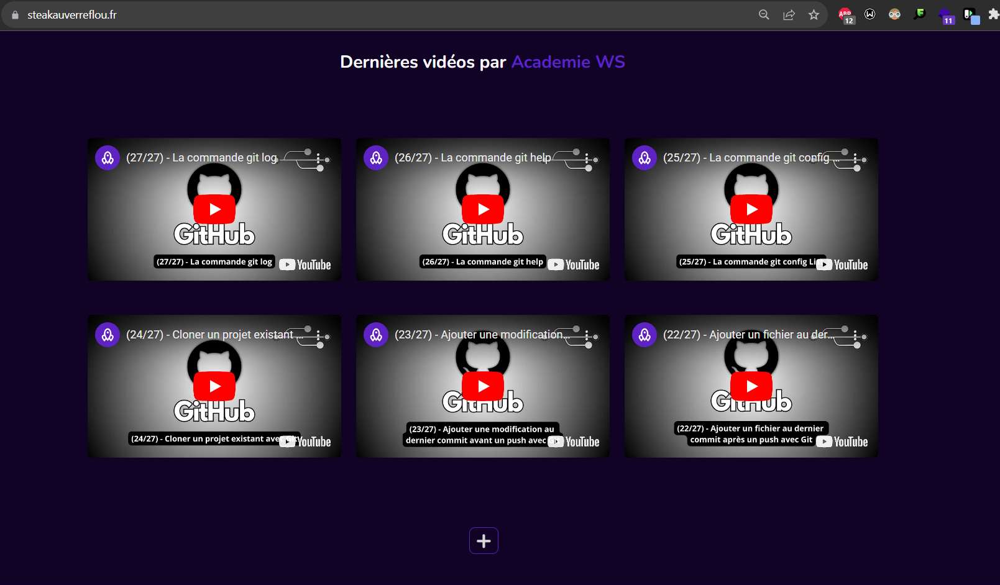 steakauverreflou.fr
12
11
Dernières vidéos par Academie WS
(27/27) - La commande git log
GitHub
(27/27) - La commande git log
YouTube
(26/27) - La commande git help
GitHub
(26/27) - La commande git help
YouTube
(25/27) - La commande git config ...
GitHub
(25/27) - La commande git config
YouTube
(24/27) - Cloner un projet existant ...
GitHub
(24/27) - Cloner un projet existant avec Git
YouTube
(23/27) - Ajouter une modification...
GitHub
(23/27) - Ajouter une modification au
dernier commit avant un push avec
YouTube
(22/27) - Ajouter un fichier au der...
GitHub
(22/27) - Ajouter un fichier au dernier
commit après un push avec Git
YouTube